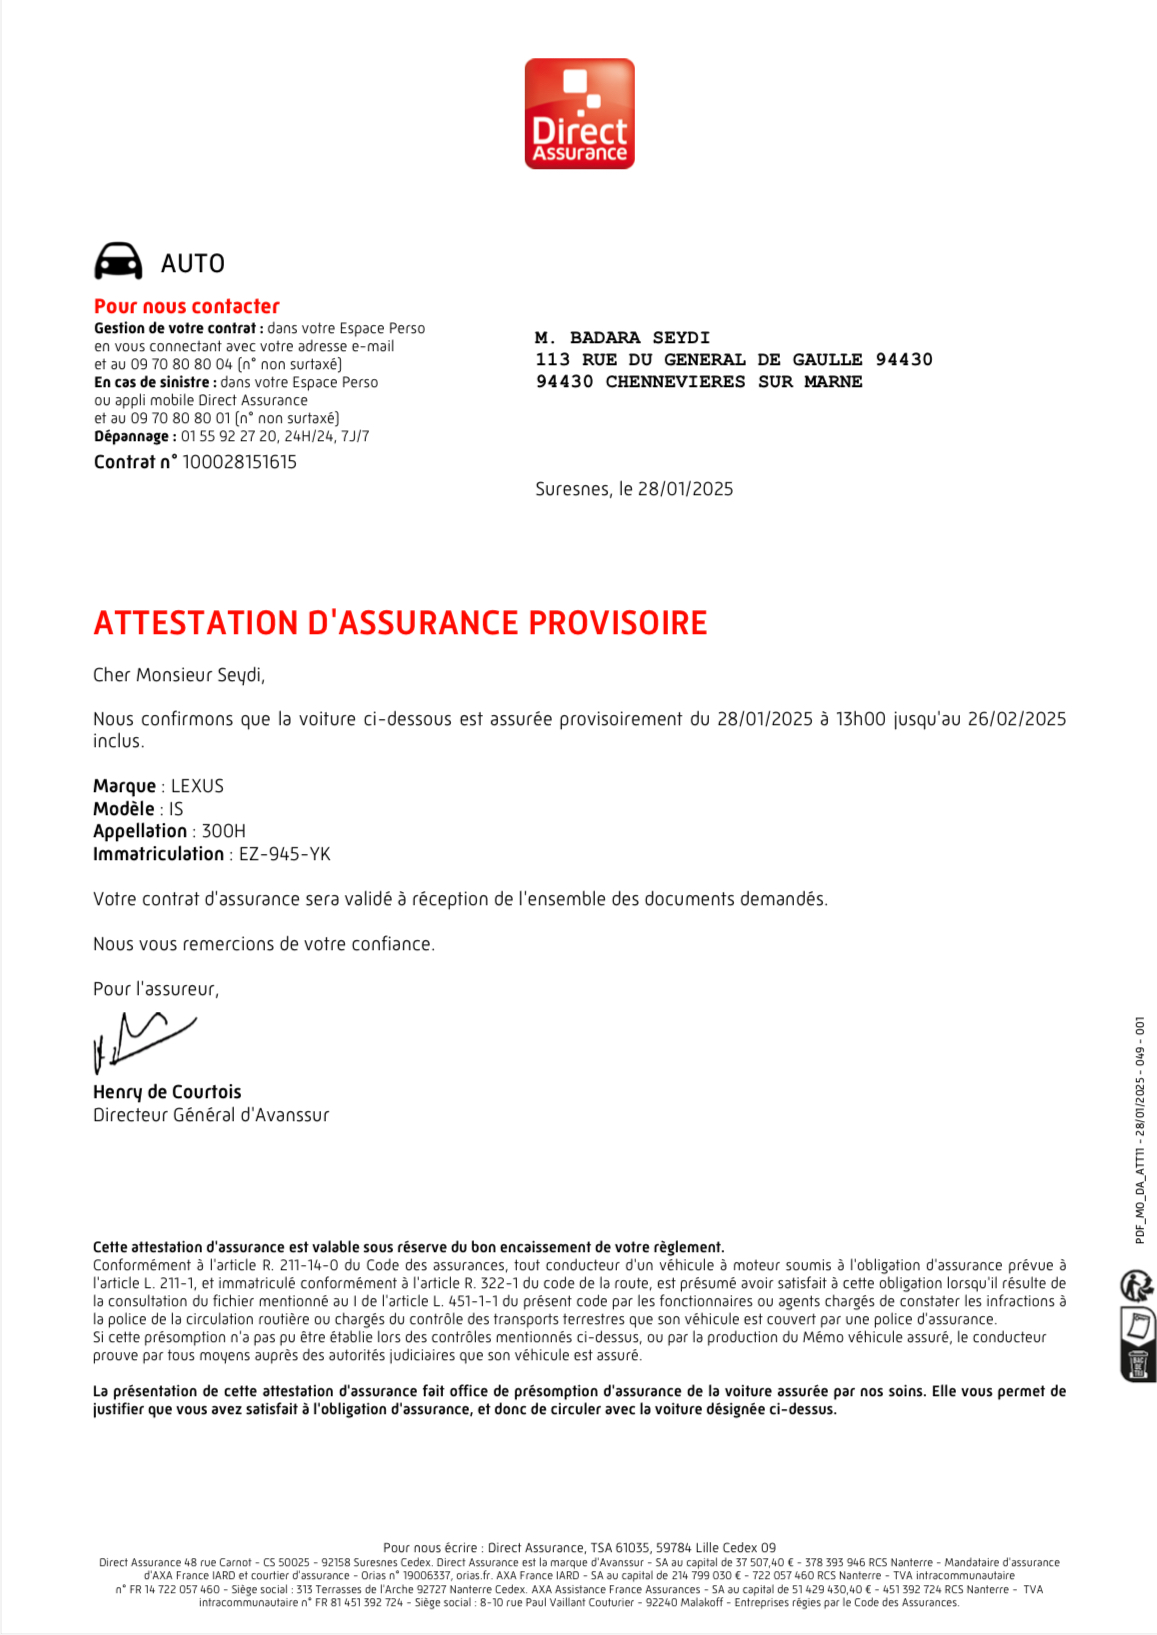 Direct
Assurance
AUTO
Pour nous contacter
Gestion de votre contrat : dans votre Espace Perso
en vous connectant avec votre adresse e-mail
et au 09 70 80 80 04 (n° non surtaxé)
En cas de sinistre : dans votre Espace Perso
ou appli mobile Direct Assurance
et au 09 70 80 80 01 (n° non surtaxé)
Dépannage : 01 55 92 27 20, 24H/24, 7J/7
Contrat n° 100028151615
M. BADARA SEYDI
113 RUE DU GENERAL DE GAULLE 94430
94430 CHENNEVIERES SUR MARNE
Suresnes, le 28/01/2025
ATTESTATION D'ASSURANCE PROVISOIRE
Cher Monsieur Seydi,
Nous confirmons que la voiture ci-dessous est assurée provisoirement du 28/01/2025 à 13h00 jusqu'au 26/02/2025
inclus.
Marque : LEXUS
Modèle : IS
Appellation : 300H
Immatriculation : EZ-945-YK
Votre contrat d'assurance sera validé à réception de l'ensemble des documents demandés.
Nous vous remercions de votre confiance.
Pour l'assureur,
Henry de Courtois
Directeur Général d'Avanssur
PDF_MO_DA_ATT11 - 28/01/2025 - 049 - 001
BAC
DE
TRI
Cette attestation d'assurance est valable sous réserve du bon encaissement de votre règlement.
Conformément à l'article R. 211-14-0 du Code des assurances, tout conducteur d'un véhicule à moteur soumis à l'obligation d'assurance prévue à
l'article L. 211-1, et immatriculé conformément à l'article R. 322-1 du code de la route, est présumé avoir satisfait à cette obligation lorsqu'il résulte de
la consultation du fichier mentionné au I de l'article L. 451-1-1 du présent code par les fonctionnaires ou agents chargés de constater les infractions à
la police de la circulation routière ou chargés du contrôle des transports terrestres que son véhicule est couvert par une police d'assurance.
Si cette présomption n'a pas pu être établie lors des contrôles mentionnés ci-dessus, ou par la production du Mémo véhicule assuré, le conducteur
prouve par tous moyens auprès des autorités judiciaires que son véhicule est assuré.
La présentation de cette attestation d'assurance fait office de présomption d'assurance de la voiture assurée par nos soins. Elle vous permet de
justifier que vous avez satisfait à l'obligation d'assurance, et donc de circuler avec la voiture désignée ci-dessus.
Pour nous écrire : Direct Assurance, TSA 61035, 59784 Lille Cedex 09
Direct Assurance 48 rue Carnot - CS 50025 - 92158 Suresnes Cedex. Direct Assurance est la marque d'Avanssur - SA au capital de 37 507,40 € - 378 393 946 RCS Nanterre - Mandataire d'assurance
d'AXA France IARD et courtier d'assurance - Orias n° 19006337, orias.fr. AXA France IARD - SA au capital de 214 799 030 € - 722 057 460 RCS Nanterre - TVA intracommunautaire
n° FR 14 722 057 460 - Siège social : 313 Terrasses de l'Arche 92727 Nanterre Cedex. AXA Assistance France Assurances - SA au capital de 51 429 430,40 € - 451 392 724 RCS Nanterre - TVA
intracommunautaire n° FR 81 451 392 724 - Siège social : 8-10 rue Paul Vaillant Couturier - 92240 Malakoff - Entreprises régies par le Code des Assurances.